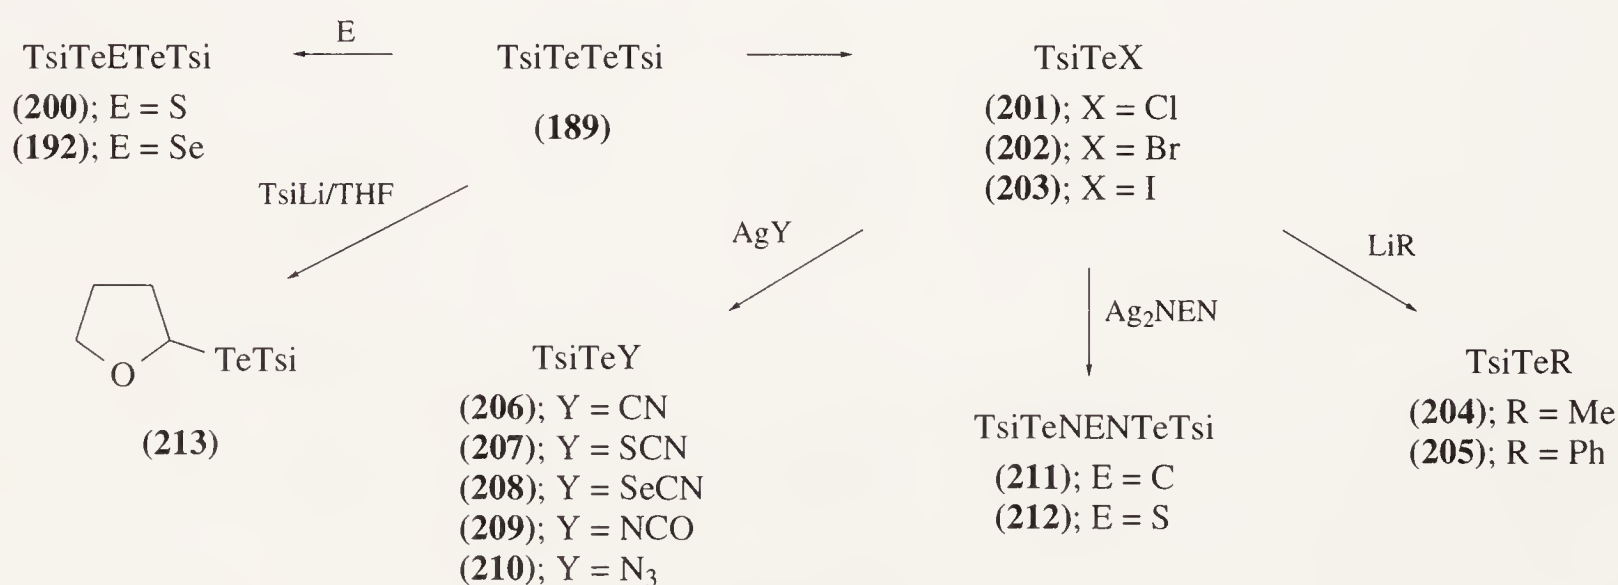 E
TsiTeETeTsi
(200); E = S
(192); E = Se
TsiTeTeTsi
(189)
TsiTeX
(201); X = Cl
(202); X = Br
(203); X = I
TsiLi/THF
AgY
Ag₂NEN
LiR
O
TeTsi
(213)
TsiTeY
(206); Y = CN
(207); Y = SCN
(208); Y = SeCN
(209); Y = NCO
(210); Y = N₃
TsiTeNENTeTsi
(211); E = C
(212); E = S
TsiTeR
(204); R = Me
(205); R = Ph